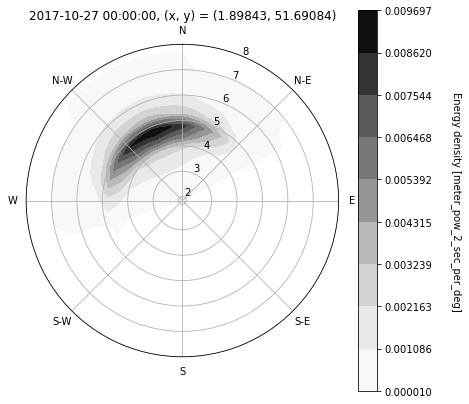 2017-10-27 00:00:00, (x, y) = (1.89843, 51.69084)
N
N-W
N-E
W
E
S-W
S-E
S
8
7
6
5
4
3
2
0.009697
0.008620
0.007544
0.006468
0.005392
0.004315
0.003239
0.002163
0.001086
0.000010
Energy density [meter_pow_2_sec_per_deg]